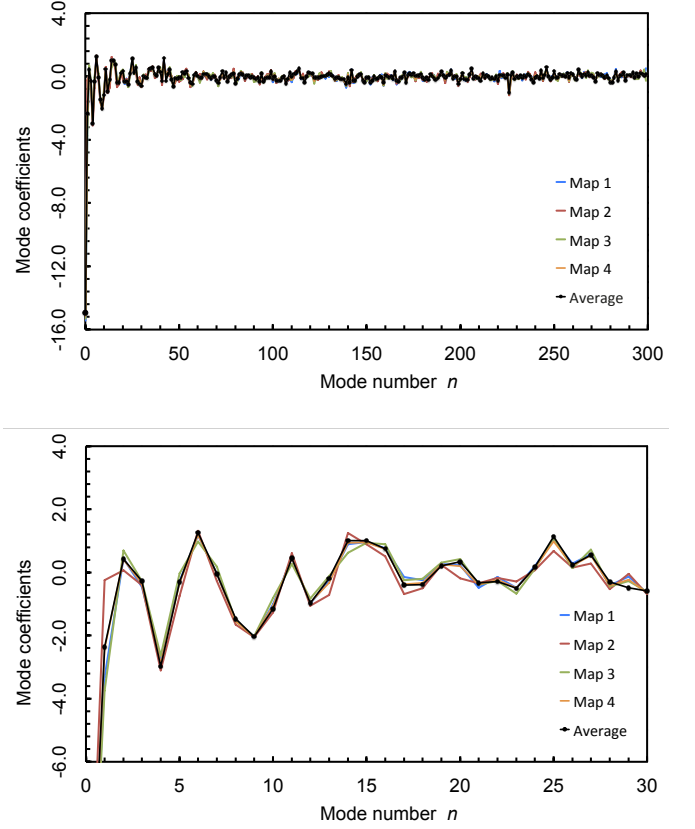 4.0
0.0
-4.0
-8.0
-12.0
-16.0
Mode coefficients
Map 1
Map 2
Map 3
Map 4
Average
0 50 100 150 200 250 300
Mode number n
4.0
2.0
0.0
-2.0
-4.0
-6.0
Mode coefficients
Map 1
Map 2
Map 3
Map 4
Average
0 5 10 15 20 25 30
Mode number n